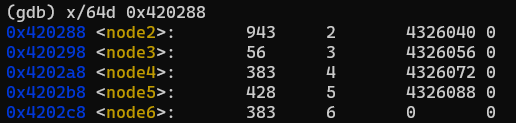 (gdb) x/64d 0x420288
0x420288 <node2>: 943 2 4326040 0
0x420298 <node3>: 56 3 4326056 0
0x4202a8 <node4>: 383 4 4326072 0
0x4202b8 <node5>: 428 5 4326088 0
0x4202c8 <node6>: 383 6 0 0